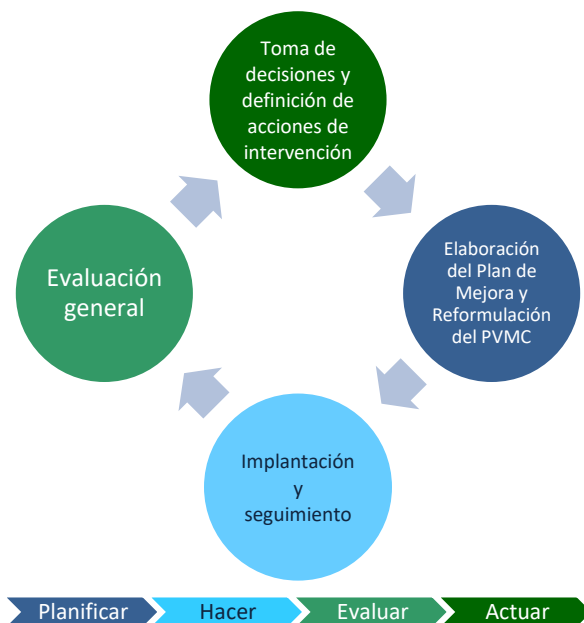 Toma de
decisiones y
definición de
acciones de
intervención
Elaboración
del Plan de
Mejora y
Reformulación
del PVMC
Implantación
y
seguimiento
Evaluación
general
Planificar
Hacer
Evaluar
Actuar